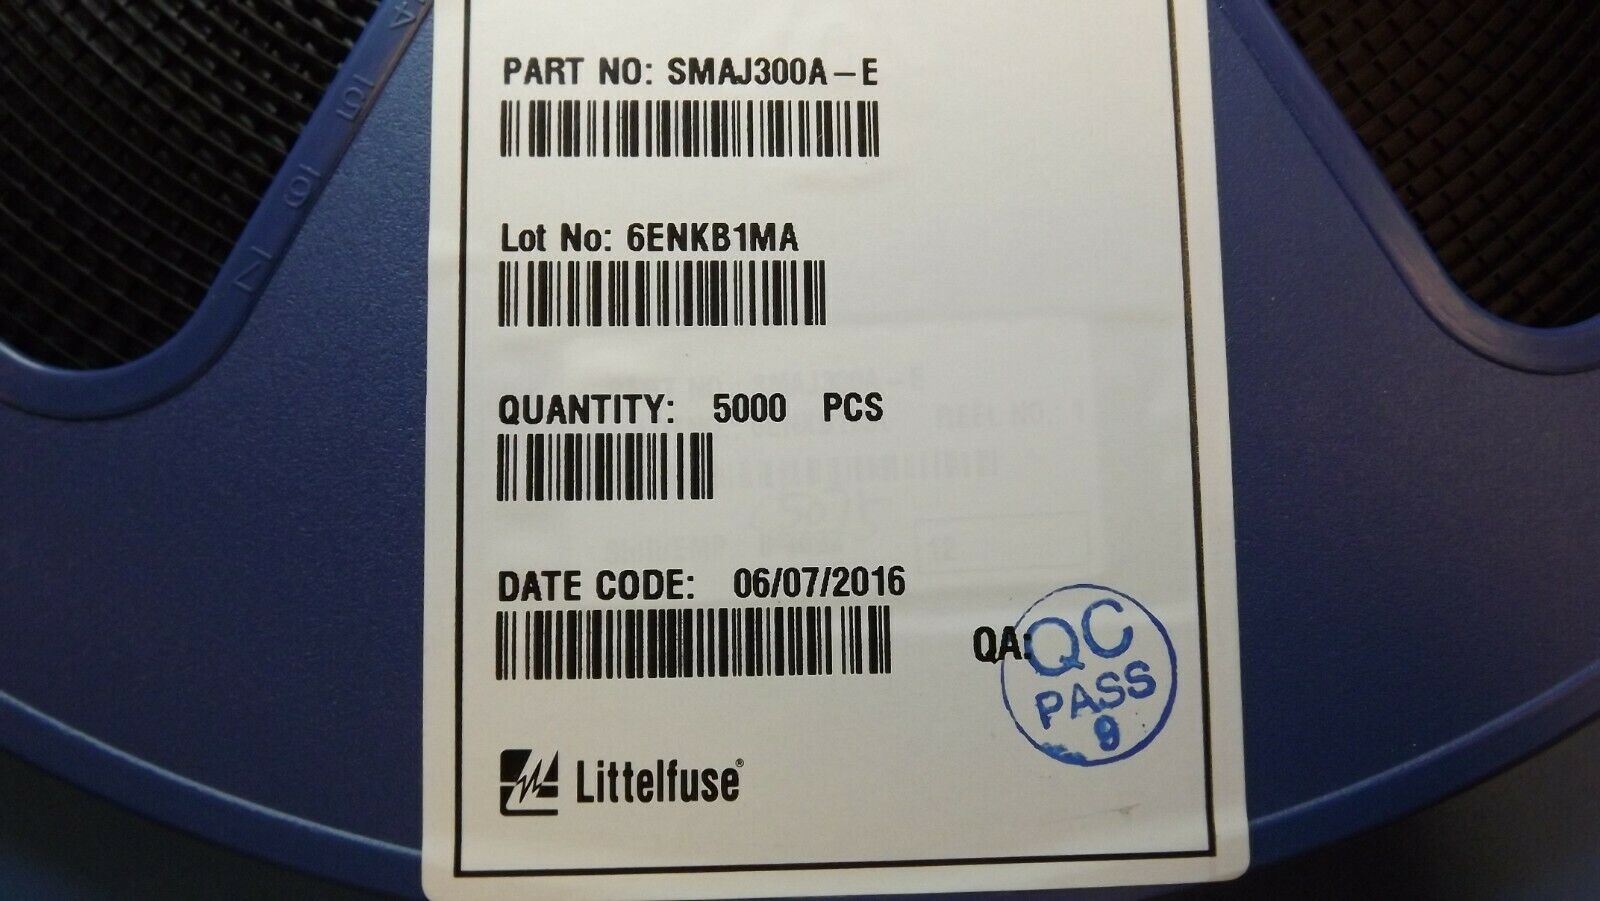 PART NO: SMAJ300A-E
Lot No: 6ENKB1MA
QUANTITY: 5000 PCS
DATE CODE: 06/07/2016
QA:
QC
PASS
9
Littelfuse®